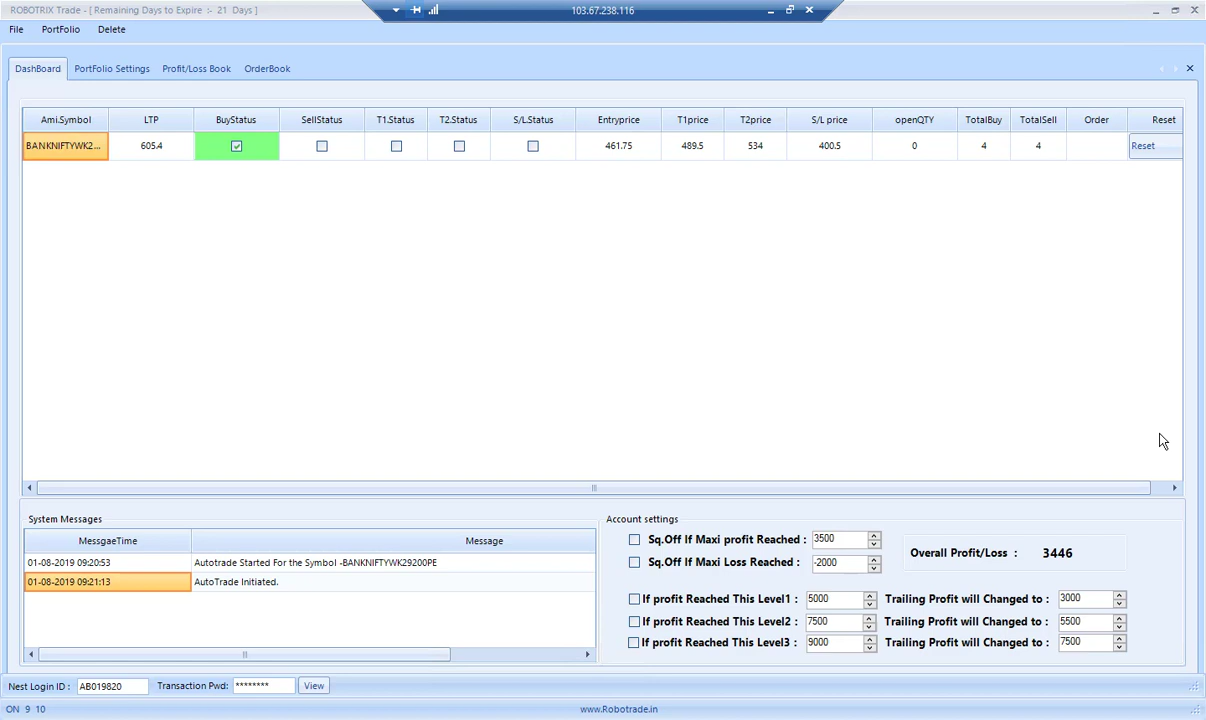 ROBOTRIX Trade - [ Remaining Days to Expire :- 21 Days ]
103.67.238.116
File PortFolio Delete
DashBoard PortFolio Settings Profit/Loss Book OrderBook
Ami.Symbol LTP BuyStatus SellStatus T1.Status T2.Status S/L.Status Entryprice T1price T2price S/L price openQTY TotalBuy TotalSell Order Reset
BANKNIFTYWK2... 605.4 461.75 489.5 534 400.5 0 4 4 Reset
System Messages
MessgaeTime Message
01-08-2019 09:20:53 Autotrade Started For the Symbol -BANKNIFTYWK29200PE
01-08-2019 09:21:13 AutoTrade Initiated.
Account settings
Sq.Off If Maxi profit Reached : 3500
Sq.Off If Maxi Loss Reached : -2000
Overall Profit/Loss : 3446
If profit Reached This Level1 : 5000 Trailing Profit will Changed to : 3000
If profit Reached This Level2 : 7500 Trailing Profit will Changed to : 5500
If profit Reached This Level3 : 9000 Trailing Profit will Changed to : 7500
Nest Login ID : AB019820 Transaction Pwd: ******** View
ON 9 10 www.Robotrade.in